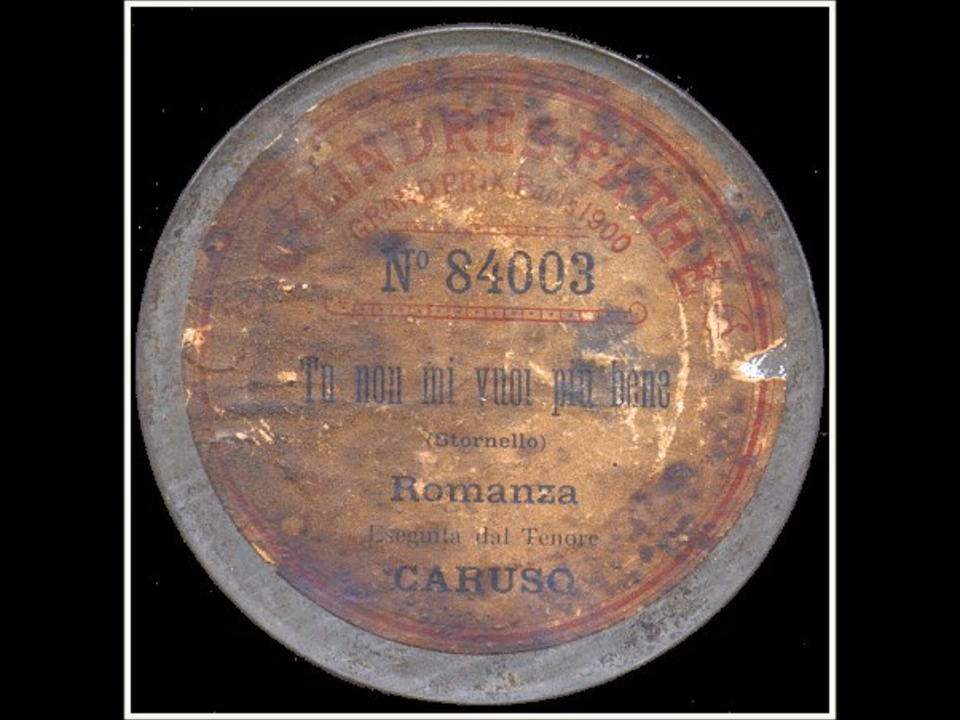 CYLINDRES PATHÉ
GRAND PRIX Paris 1900
Nº 84003
Tu non mi vuoi più bene
(Stornello)
Romanza
Eseguita dal Tenore
CARUSO